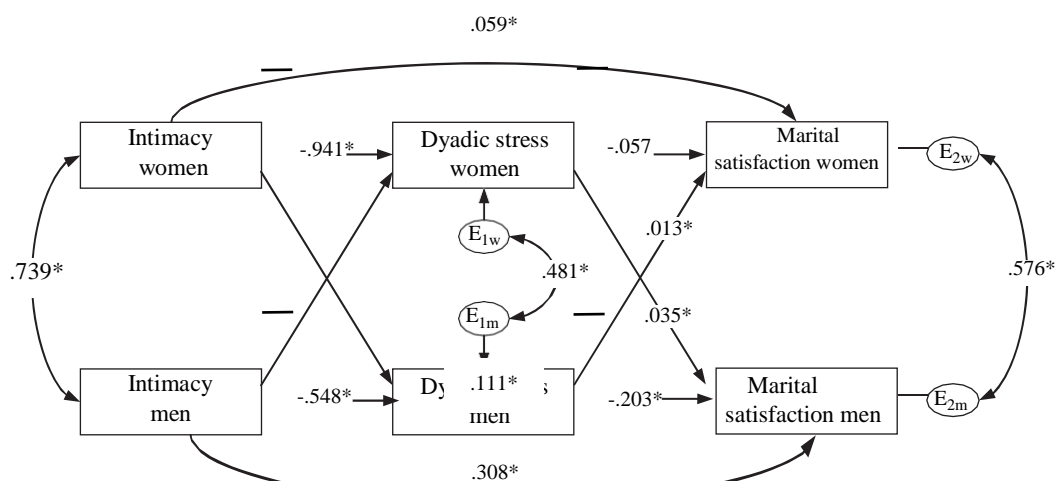 .059*
Intimacy
women
-.941*
Dyadic stress
women
-.057
Marital
satisfaction women
E2w
E1w
.013*
.739*
.481*
.576*
E1m
.035*
Intimacy
men
-.548*
.111*
men
-.203*
Marital
satisfaction men
E2m
.308*